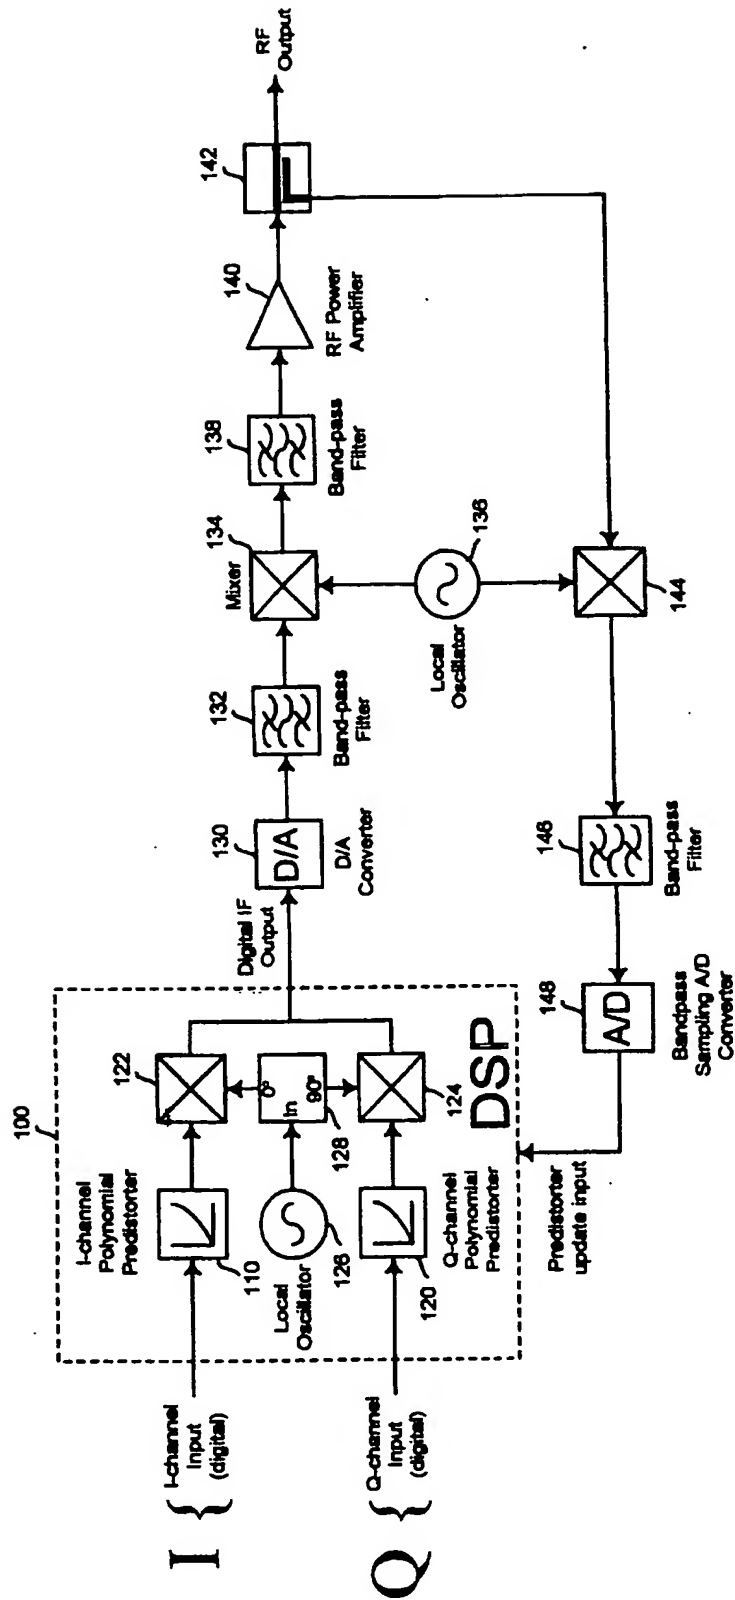 I
{
I-channel
Input
(digital)
Q
{
Q-channel
Input
(digital)
100
I-channel
Polynomial
Predistorter
110
122
Local
Oscillator
126
0°
In
90°
128
120
Q-channel
Polynomial
Predistorter
124
DSP
Digital IF
Output
130
D/A
D/A
Converter
132
Band-pass
Filter
Mixer
134
138
Band-pass
Filter
140
RF Power
Amplifier
142
RF
Output
136
Local
Oscillator
144
146
Band-pass
Filter
148
A/D
Bandpass
Sampling A/D
Converter
Predistorter
update input